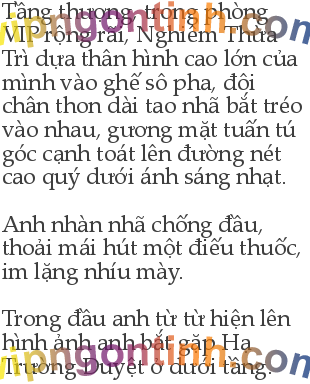 Tầng thượng, trong phòng
VIP rộng rãi, Nghiêm Thừa
Trì dựa thân hình cao lớn của
mình vào ghế sô pha, đôi
chân thon dài tao nhã bắt tréo
vào nhau, gương mặt tuấn tú
góc cạnh toát lên đường nét
cao quý dưới ánh sáng nhạt.

Anh nhàn nhã chống đầu,
thoải mái hút một điếu thuốc,
im lặng nhíu mày.

Trong đầu anh từ từ hiện lên
hình ảnh anh bắt gặp Hạ
Trường Duyệt ở dưới tầng.
vipngontinh.com
vipngontinh.com